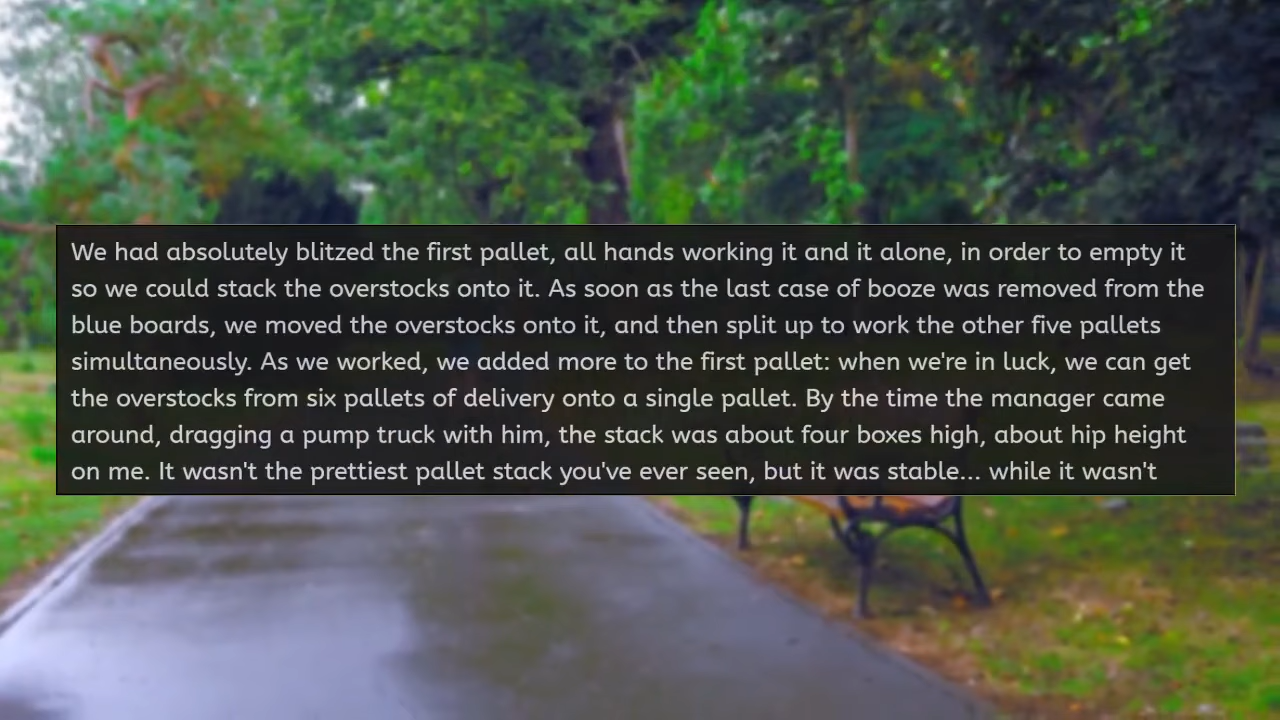 We had absolutely blitzed the first pallet, all hands working it and it alone, in order to empty it
so we could stack the overstocks onto it. As soon as the last case of booze was removed from the
blue boards, we moved the overstocks onto it, and then split up to work the other five pallets
simultaneously. As we worked, we added more to the first pallet: when we're in luck, we can get
the overstocks from six pallets of delivery onto a single pallet. By the time the manager came
around, dragging a pump truck with him, the stack was about four boxes high, about hip height
on me. It wasn't the prettiest pallet stack you've ever seen, but it was stable... while it wasn't